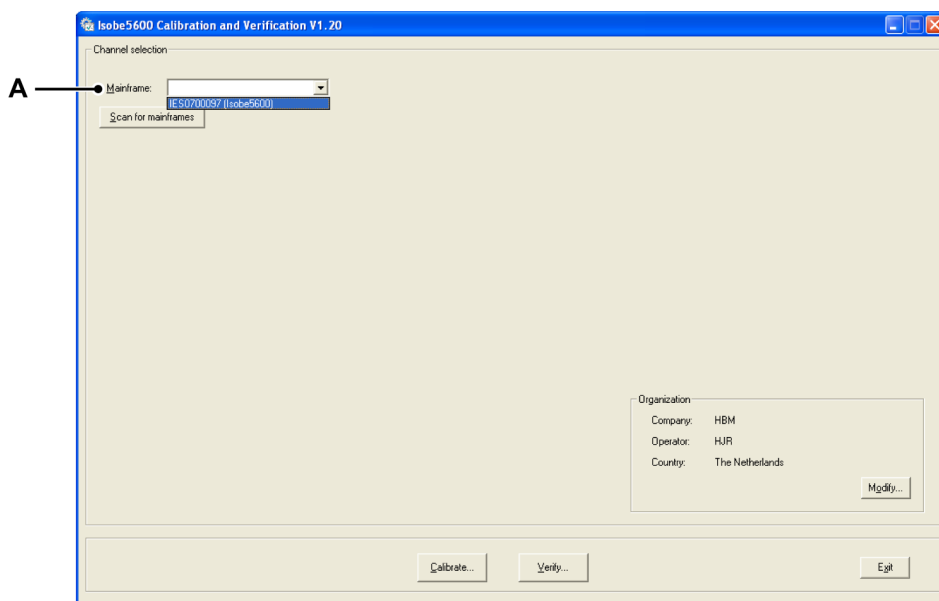 Isobe5600 Calibration and Verification V1.20
Channel selection
A
Mainframe:
IES0700097 (Isobe5600)
Scan for mainframes
Organization
Company: HBM
Operator: HJR
Country: The Netherlands
Modify...
Calibrate... Verify... Exit